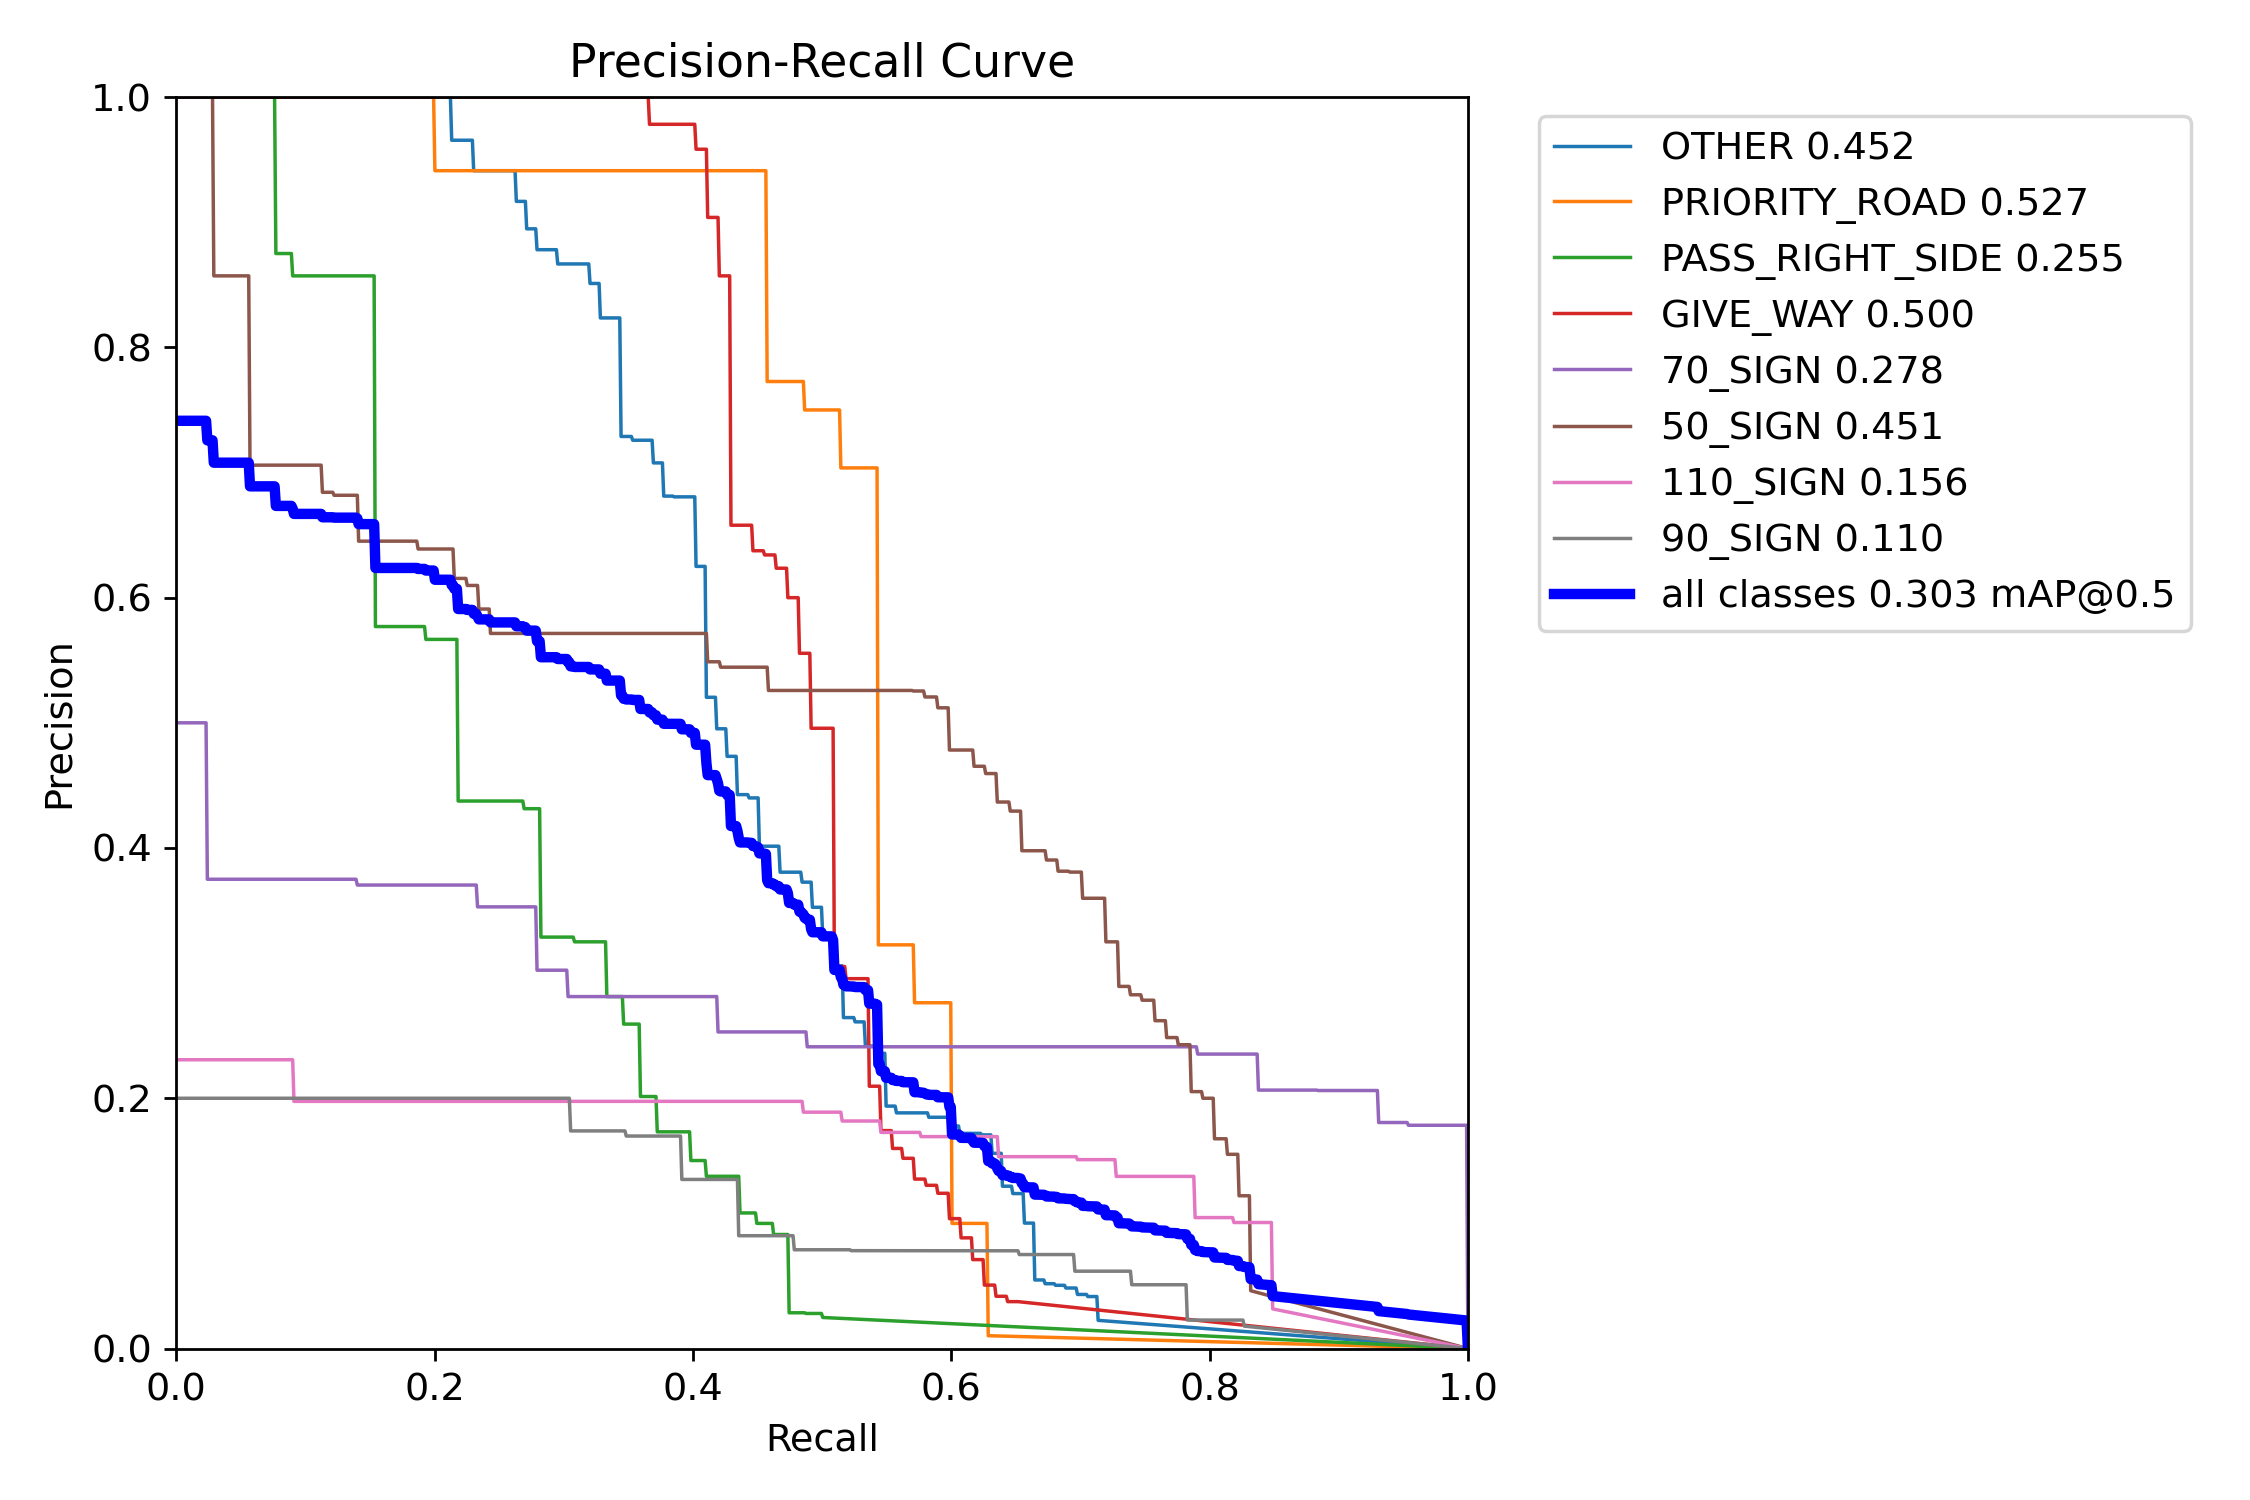 Precision-Recall Curve
1.0
0.8
0.6
0.4
0.2
0.0
Precision
0.0 0.2 0.4 0.6 0.8 1.0
Recall
OTHER 0.452
PRIORITY_ROAD 0.527
PASS_RIGHT_SIDE 0.255
GIVE_WAY 0.500
70_SIGN 0.278
50_SIGN 0.451
110_SIGN 0.156
90_SIGN 0.110
all classes 0.303 mAP@0.5